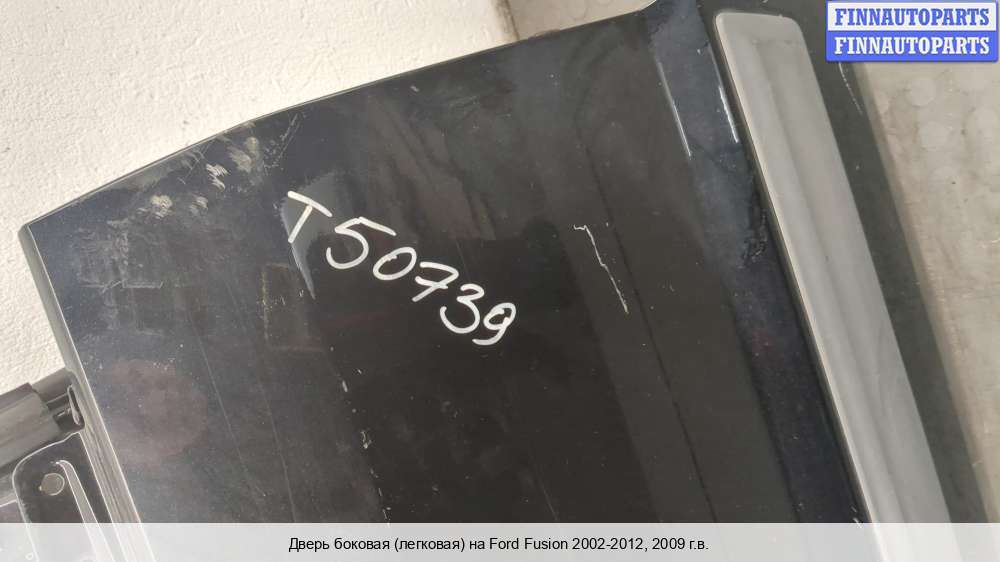 FINNAUTOPARTS
FINNAUTOPARTS
T50739
Дверь боковая (легковая) на Ford Fusion 2002-2012, 2009 г.в.